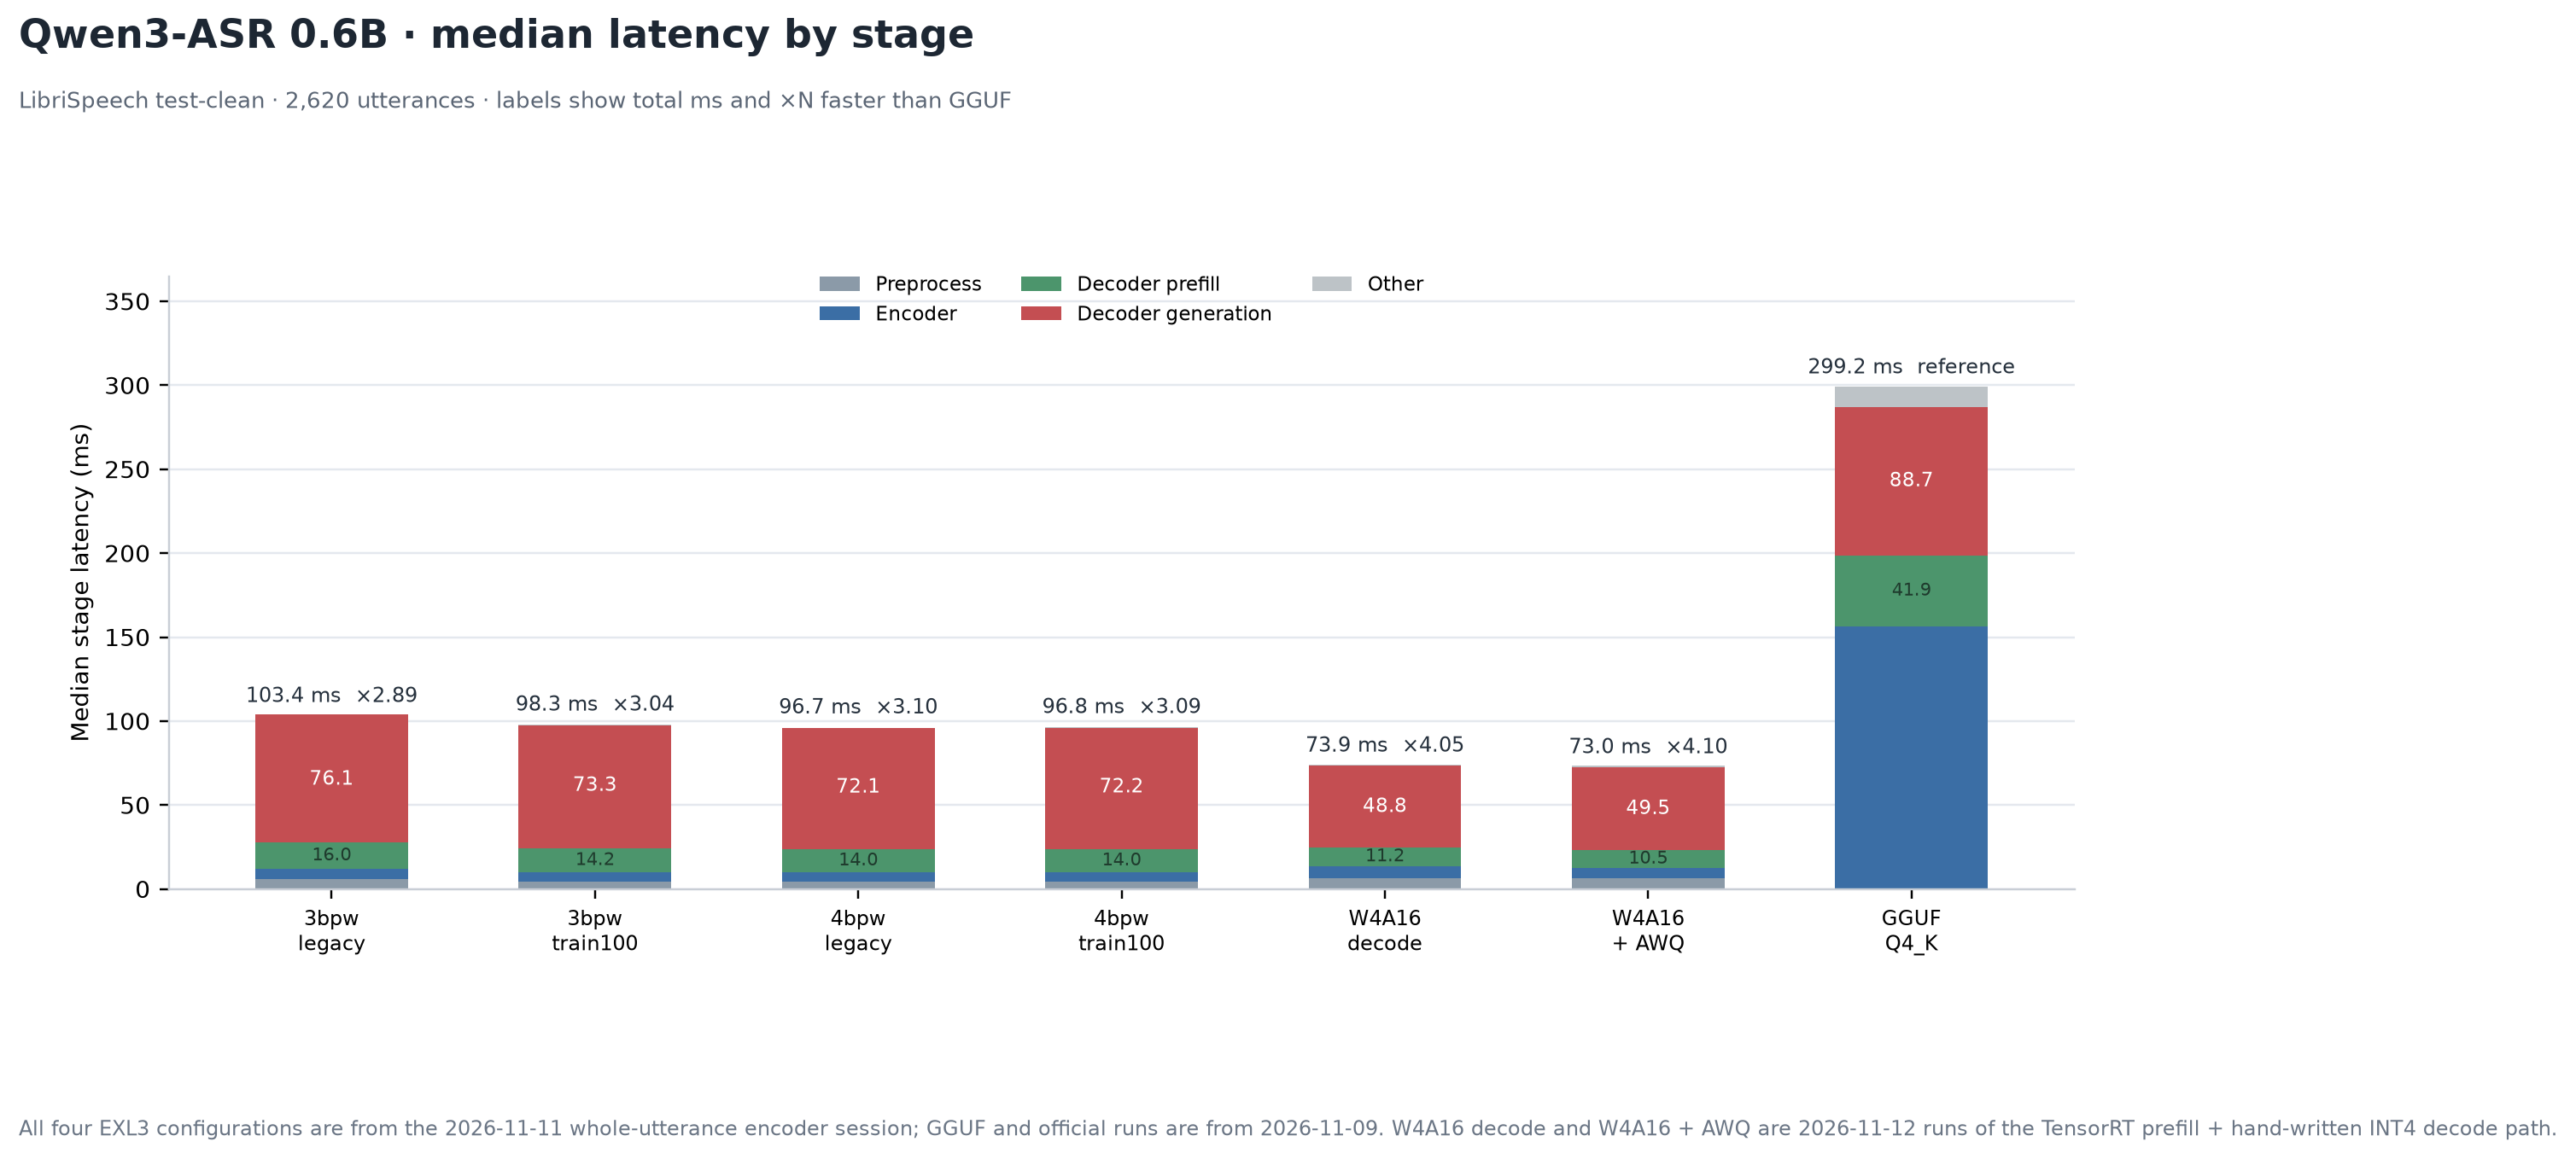 Qwen3-ASR 0.6B · median latency by stage
LibriSpeech test-clean · 2,620 utterances · labels show total ms and ×N faster than GGUF
Preprocess
Encoder
Decoder prefill
Decoder generation
Other
Median stage latency (ms)
350
300
250
200
150
100
50
0
103.4 ms ×2.89
76.1
16.0
98.3 ms ×3.04
73.3
14.2
96.7 ms ×3.10
72.1
14.0
96.8 ms ×3.09
72.2
14.0
73.9 ms ×4.05
48.8
11.2
73.0 ms ×4.10
49.5
10.5
299.2 ms reference
88.7
41.9
3bpw
legacy
3bpw
train100
4bpw
legacy
4bpw
train100
W4A16
decode
W4A16
+ AWQ
GGUF
Q4_K
All four EXL3 configurations are from the 2026-11-11 whole-utterance encoder session; GGUF and official runs are from 2026-11-09. W4A16 decode and W4A16 + AWQ are 2026-11-12 runs of the TensorRT prefill + hand-written INT4 decode path.